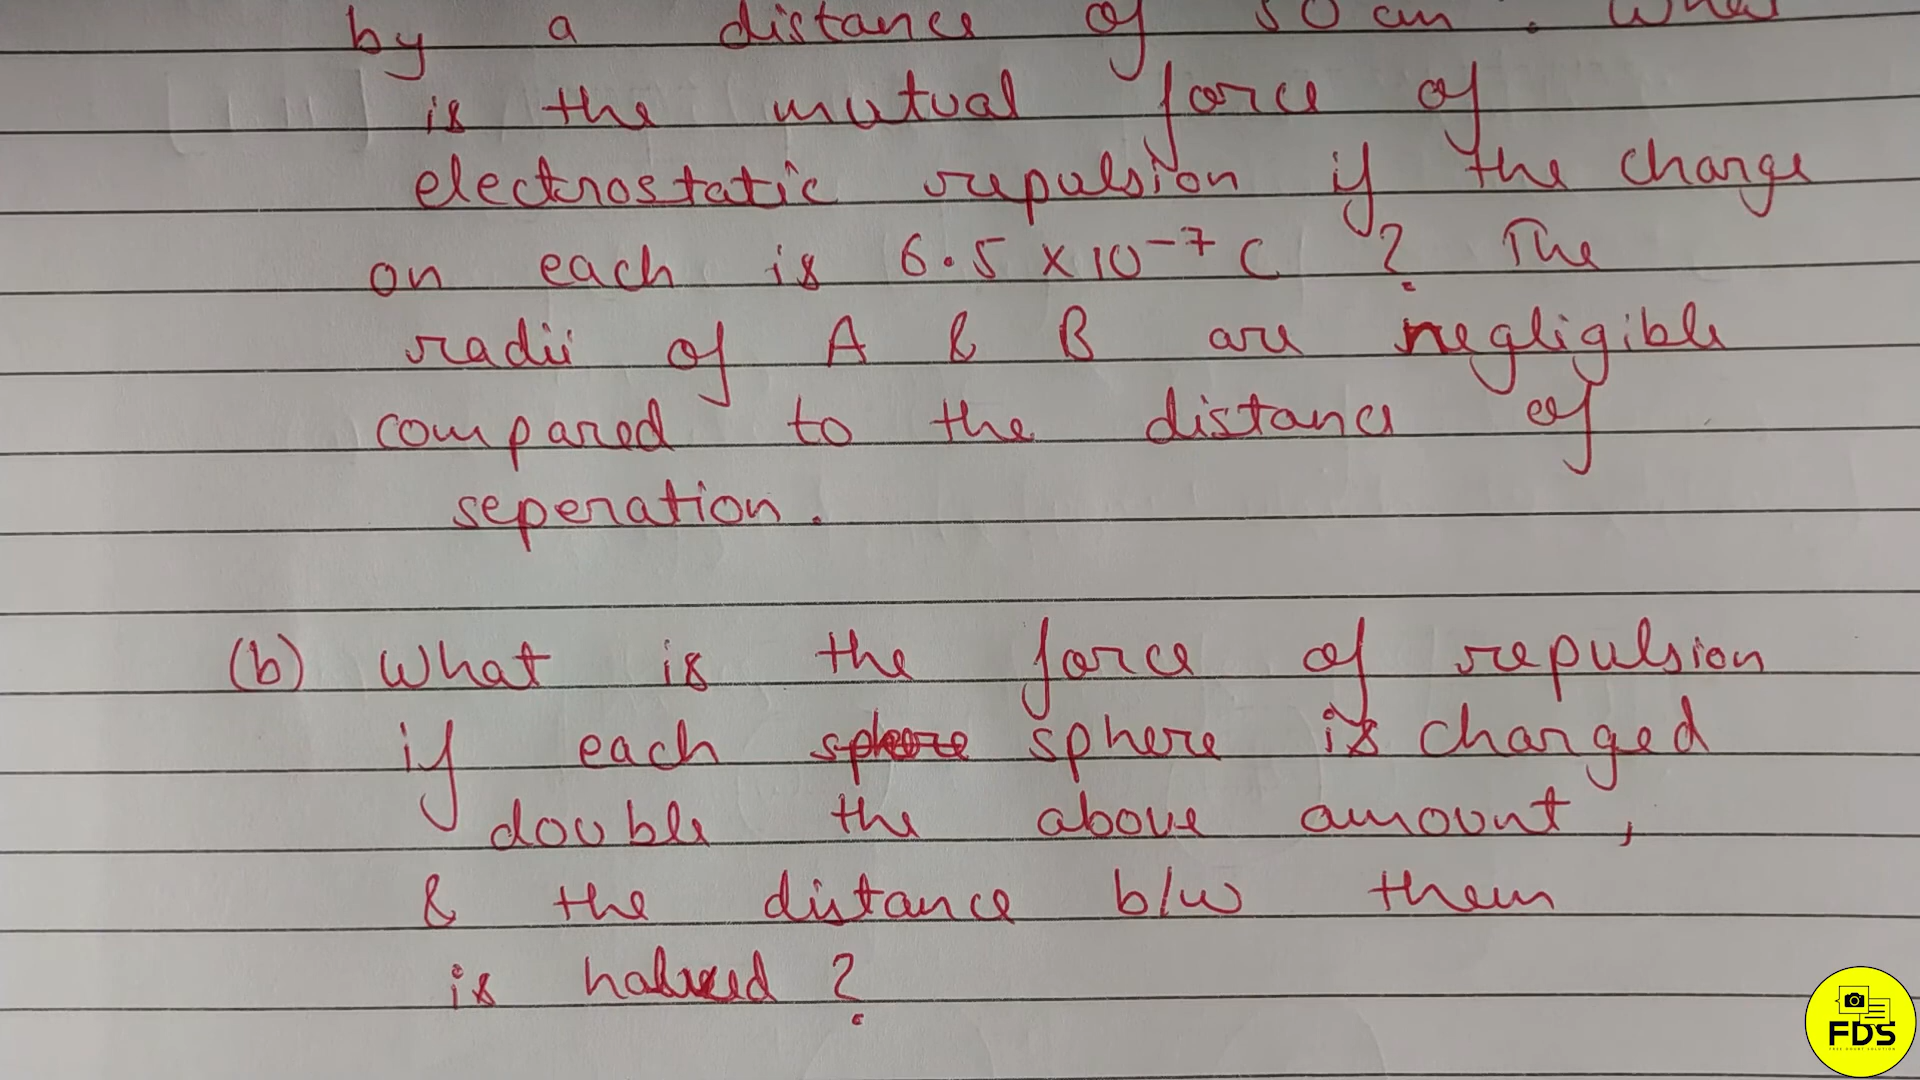 by a distance of 50 cm. What
is the mutual force of
electrostatic repulsion if the charge
on each is 6.5 × 10⁻⁷ C ? The
radii of A & B are negligible
compared to the distance of
seperation.
(b) What is the force of repulsion
if each sphere is charged
double the above amount,
& the distance b/w them
is halved ?
FDS